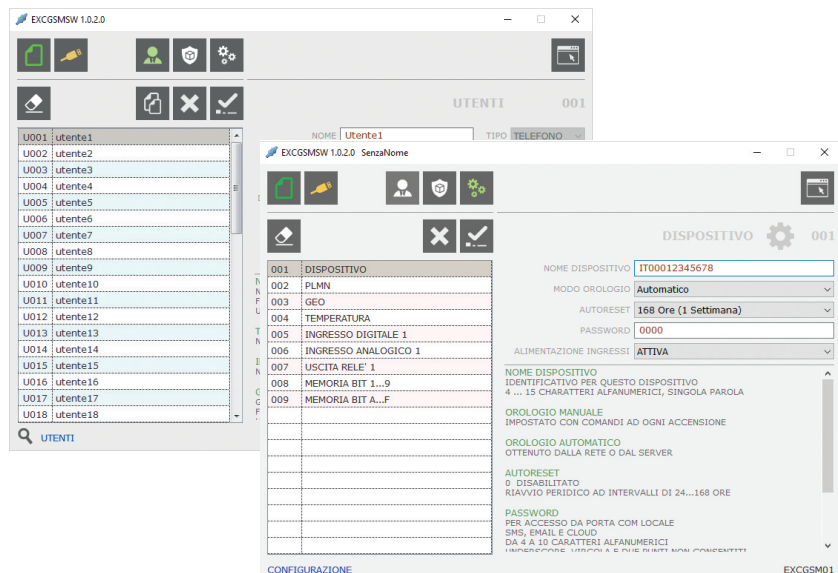 EXCGSMSW 1.0.2.0
UTENTI 001
NOME Utente1 TIPO TELEFONO
U001 utente1
U002 utente2
U003 utente3
U004 utente4
U005 utente5
U006 utente6
U007 utente7
U008 utente8
U009 utente9
U010 utente10
U011 utente11
U012 utente12
U013 utente13
U014 utente14
U015 utente15
U016 utente16
U017 utente17
U018 utente18
UTENTI
EXCGSMSW 1.0.2.0 SenzaNome
DISPOSITIVO 001
001 DISPOSITIVO
002 PLMN
003 GEO
004 TEMPERATURA
005 INGRESSO DIGITALE 1
006 INGRESSO ANALOGICO 1
007 USCITA RELE' 1
008 MEMORIA BIT 1...9
009 MEMORIA BIT A...F
NOME DISPOSITIVO IT00012345678
MODO OROLOGIO Automatico
AUTORESET 168 Ore (1 Settimana)
PASSWORD 0000
ALIMENTAZIONE INGRESSI ATTIVA
NOME DISPOSITIVO
IDENTIFICATIVO PER QUESTO DISPOSITIVO
4 ... 15 CHARATTERI ALFANUMERICI, SINGOLA PAROLA
OROLOGIO MANUALE
IMPOSTATO CON COMANDI AD OGNI ACCENSIONE
OROLOGIO AUTOMATICO
OTTENUTO DALLA RETE O DAL SERVER
AUTORESET
0 DISABILITATO
RIAVVIO PERIDICO AD INTERVALLI DI 24...168 ORE
PASSWORD
PER ACCESSO DA PORTA COM LOCALE
SMS, EMAIL E CLOUD
DA 4 A 10 CARATTERI ALFANUMERICI
UNDERSCORE, VIRGOLA E DUE PUNTI NON CONSENTITI
CONFIGURAZIONE
EXCGSM01